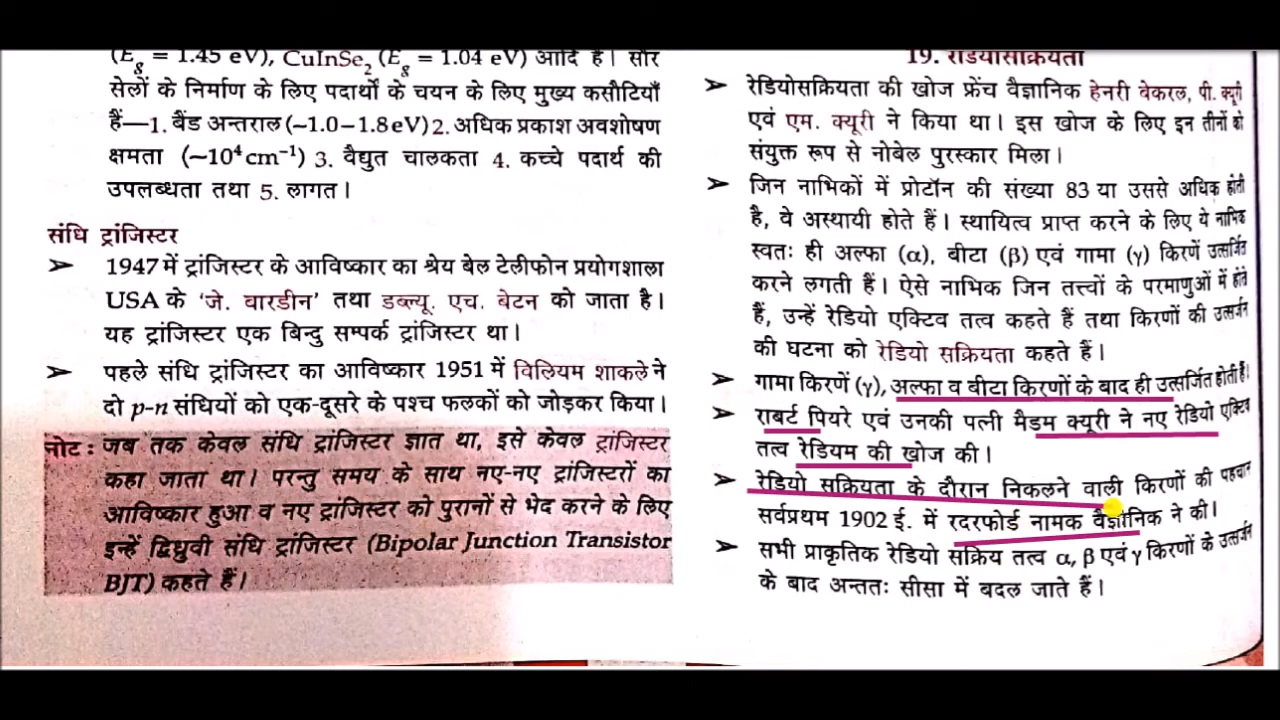 (E_g = 1.45 eV), CuInSe₂ (E_g = 1.04 eV) आदि हैं। सौर
सेलों के निर्माण के लिए पदार्थों के चयन के लिए मुख्य कसौटियाँ
हैं—1. बैंड अन्तराल (~1.0–1.8 eV) 2. अधिक प्रकाश अवशोषण
क्षमता (~10⁴ cm⁻¹) 3. वैद्युत चालकता 4. कच्चे पदार्थ की
उपलब्धता तथा 5. लागत।
संधि ट्रांजिस्टर
➢ 1947 में ट्रांजिस्टर के आविष्कार का श्रेय बेल टेलीफोन प्रयोगशाला
USA के 'जे. वारडीन' तथा डब्ल्यू. एच. बेटन को जाता है।
यह ट्रांजिस्टर एक बिन्दु सम्पर्क ट्रांजिस्टर था।
➢ पहले संधि ट्रांजिस्टर का आविष्कार 1951 में विलियम शाकले ने
दो p-n संधियों को एक-दूसरे के पश्च फलकों को जोड़कर किया।
नोट : जब तक केवल संधि ट्रांजिस्टर ज्ञात था, इसे केवल ट्रांजिस्टर
कहा जाता था। परन्तु समय के साथ नए-नए ट्रांजिस्टरों का
आविष्कार हुआ व नए ट्रांजिस्टर को पुरानों से भेद करने के लिए
इन्हें द्विध्रुवी संधि ट्रांजिस्टर (Bipolar Junction Transistor
BJT) कहते हैं।
19. रेडियोसक्रियता
➢ रेडियोसक्रियता की खोज फ्रेंच वैज्ञानिक हेनरी वेकरल, पी. क्यूरी
एवं एम. क्यूरी ने किया था। इस खोज के लिए इन तीनों को
संयुक्त रूप से नोबेल पुरस्कार मिला।
➢ जिन नाभिकों में प्रोटॉन की संख्या 83 या उससे अधिक होती
है, वे अस्थायी होते हैं। स्थायित्व प्राप्त करने के लिए ये नाभिक
स्वतः ही अल्फा (α), बीटा (β) एवं गामा (γ) किरणें उत्सर्जित
करने लगती हैं। ऐसे नाभिक जिन तत्त्वों के परमाणुओं में होते
हैं, उन्हें रेडियो एक्टिव तत्व कहते हैं तथा किरणों की उत्सर्जन
की घटना को रेडियो सक्रियता कहते हैं।
➢ गामा किरणें (γ), अल्फा व बीटा किरणों के बाद ही उत्सर्जित होती हैं।
➢ राबर्ट पियरे एवं उनकी पत्नी मैडम क्यूरी ने नए रेडियो एक्टिव
तत्व रेडियम की खोज की।
➢ रेडियो सक्रियता के दौरान निकलने वाली किरणों की पहचान
सर्वप्रथम 1902 ई. में रदरफोर्ड नामक वैज्ञानिक ने की।
➢ सभी प्राकृतिक रेडियो सक्रिय तत्व α, β एवं γ किरणों के उत्सर्जन
के बाद अन्ततः सीसा में बदल जाते हैं।